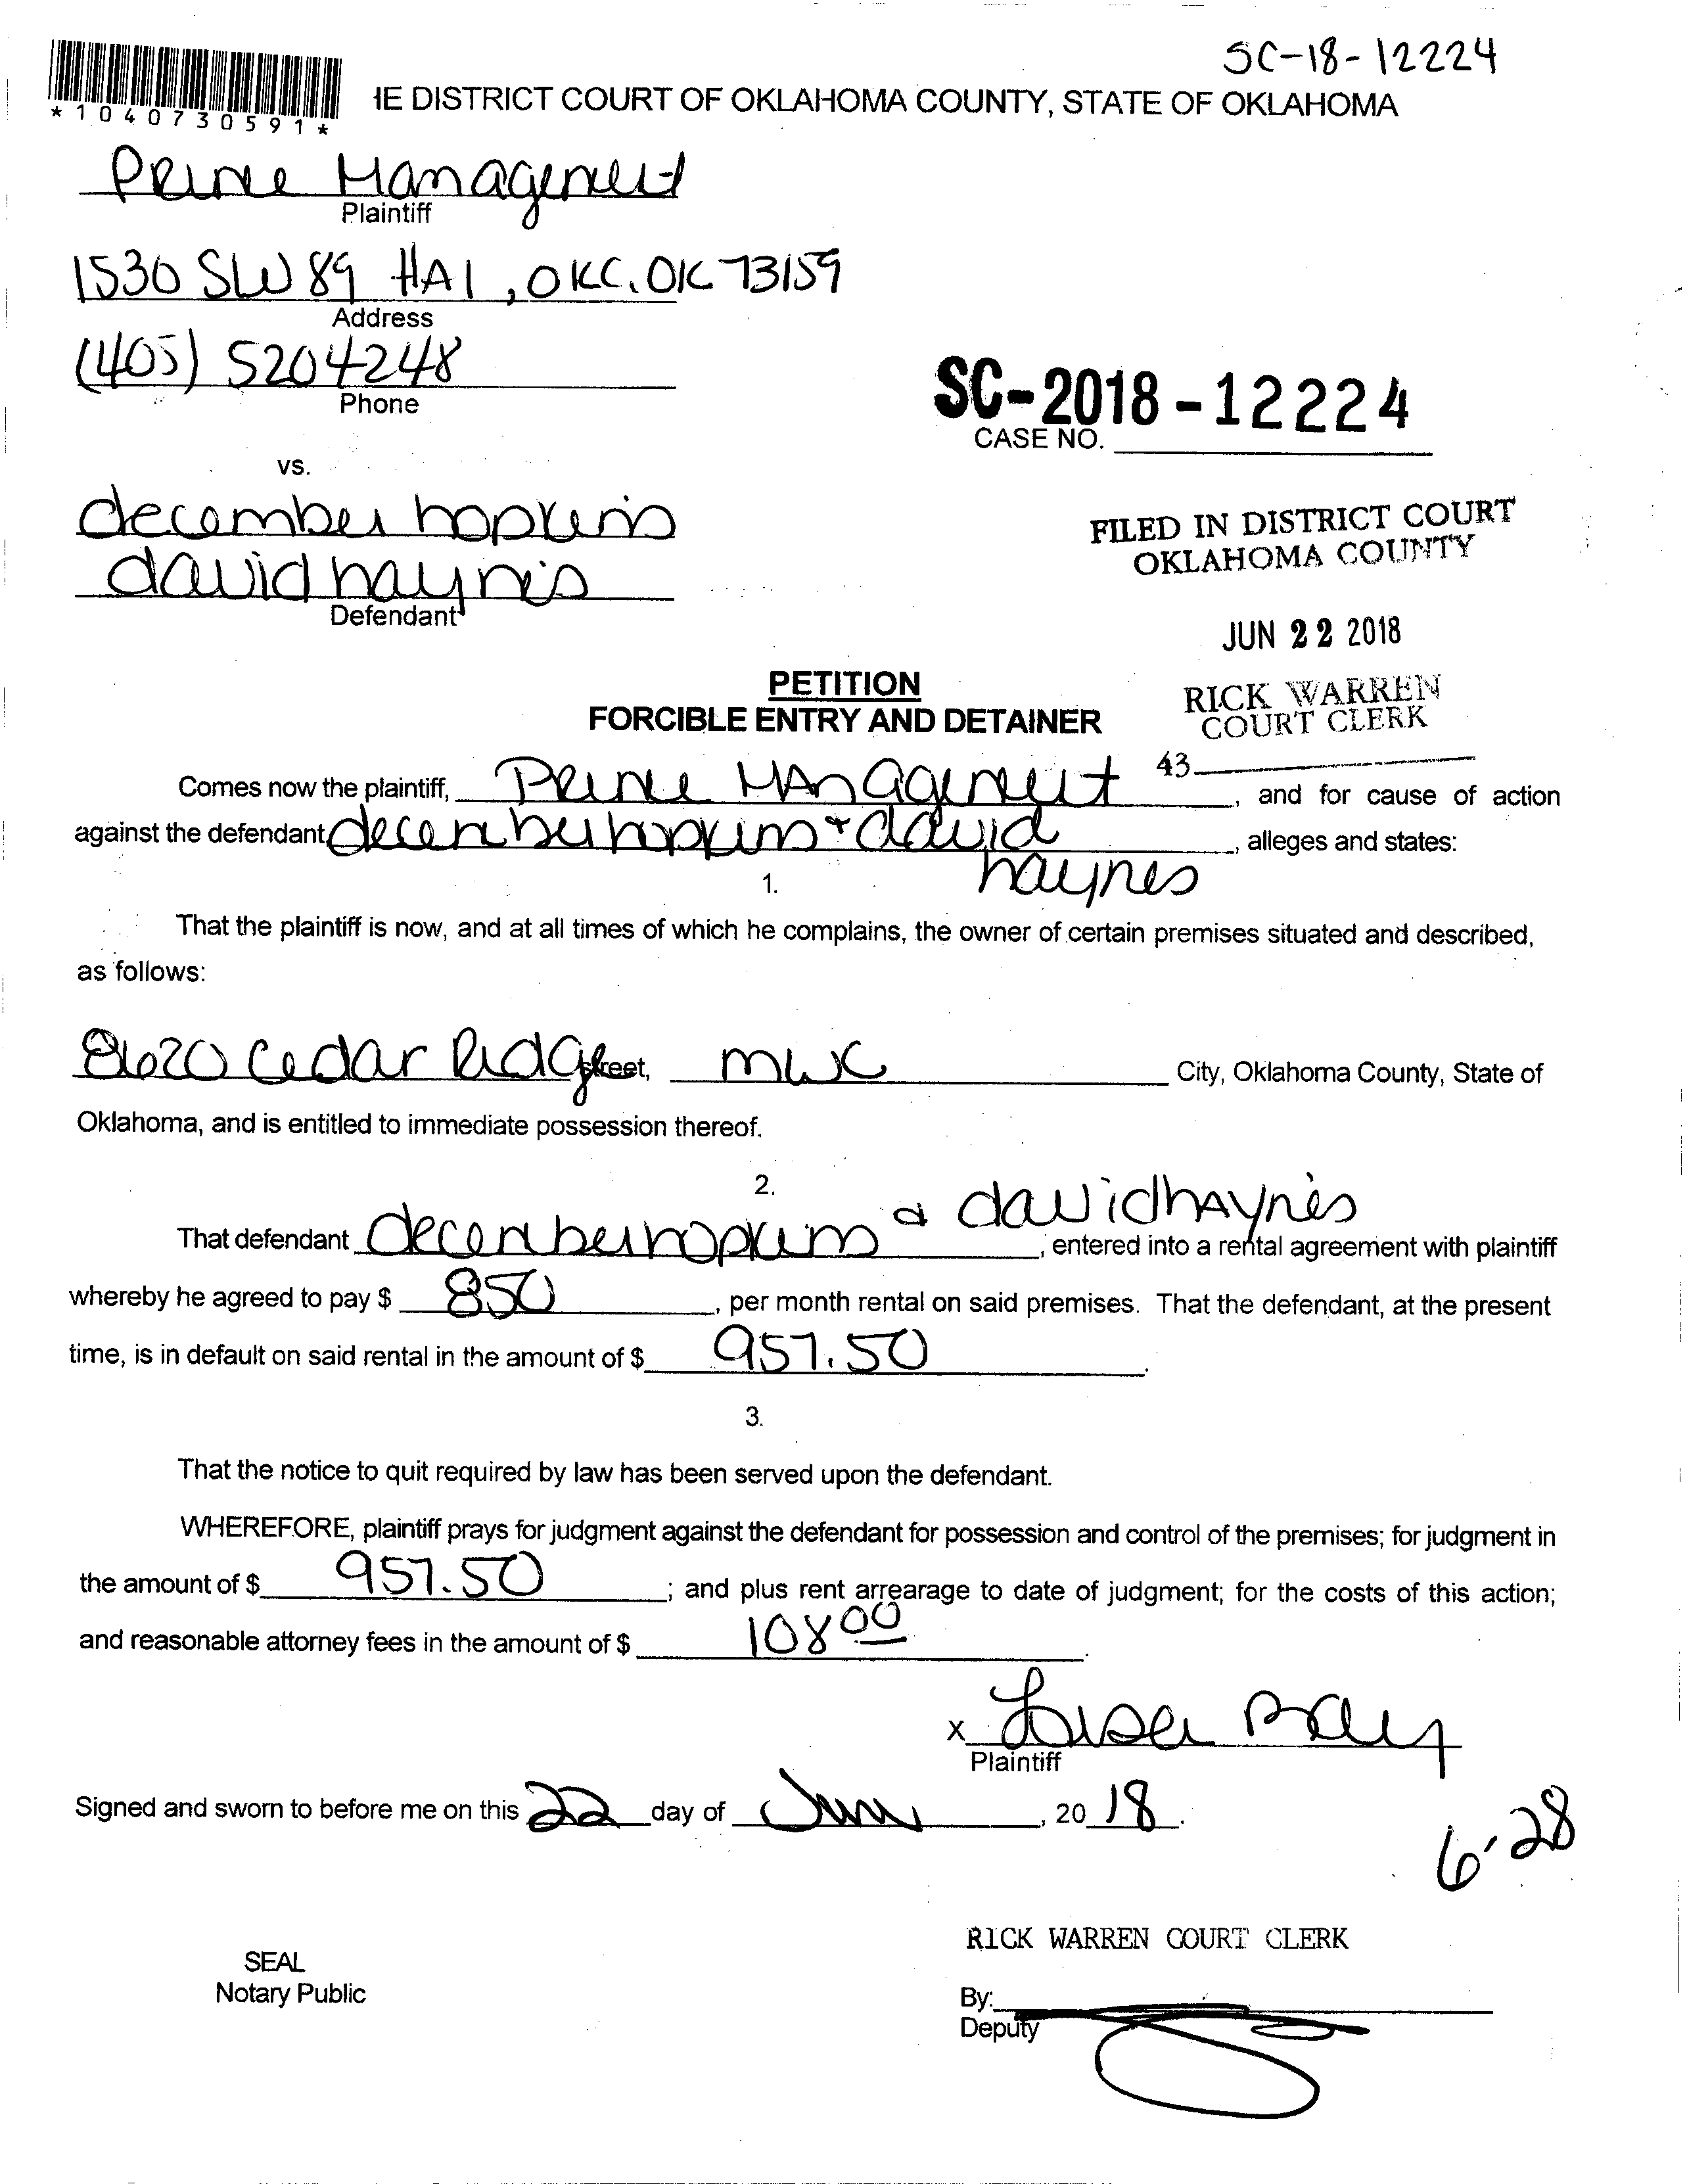 SC-18-12224
*1040730591*
HE DISTRICT COURT OF OKLAHOMA COUNTY, STATE OF OKLAHOMA
Prince Management
Plaintiff
1530 SW 89 #A1, OKC, OK 73159
Address
(405) 5204248
Phone
SC-2018-12224
CASE NO.
vs.
december hopkins
david haynes
Defendant
FILED IN DISTRICT COURT
OKLAHOMA COUNTY
JUN 22 2018
RICK WARREN
COURT CLERK
43
PETITION
FORCIBLE ENTRY AND DETAINER
Comes now the plaintiff, Prince Management, and for cause of action
against the defendant december hopkins + david haynes, alleges and states:
1.
That the plaintiff is now, and at all times of which he complains, the owner of certain premises situated and described,
as follows:
8620 Cedar Ridge Street, MWC City, Oklahoma County, State of
Oklahoma, and is entitled to immediate possession thereof.
2.
That defendant december hopkins & david haynes, entered into a rental agreement with plaintiff
whereby he agreed to pay $ 850, per month rental on said premises. That the defendant, at the present
time, is in default on said rental in the amount of $ 957.50.
3.
That the notice to quit required by law has been served upon the defendant.
WHEREFORE, plaintiff prays for judgment against the defendant for possession and control of the premises; for judgment in
the amount of $ 957.50; and plus rent arrearage to date of judgment; for the costs of this action;
and reasonable attorney fees in the amount of $ 108 00.
X Lisa Ray
Plaintiff
Signed and sworn to before me on this 22 day of June, 20 18.
6-28
RICK WARREN COURT CLERK
SEAL
Notary Public
By:
Deputy